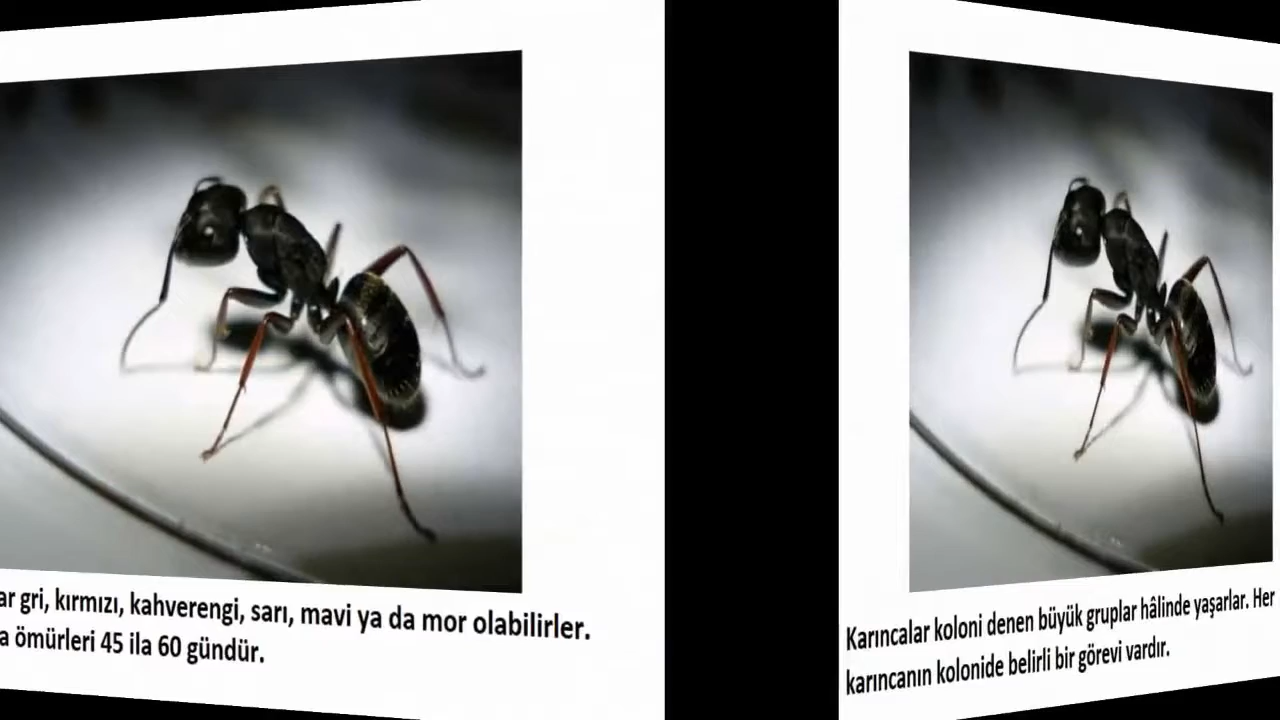 gri, kırmızı, kahverengi, sarı, mavi ya da mor olabilirler.
ömürleri 45 ila 60 gündür.
Karıncalar koloni denen büyük gruplar hâlinde yaşarlar. Her
karıncanın kolonide belirli bir görevi vardır.